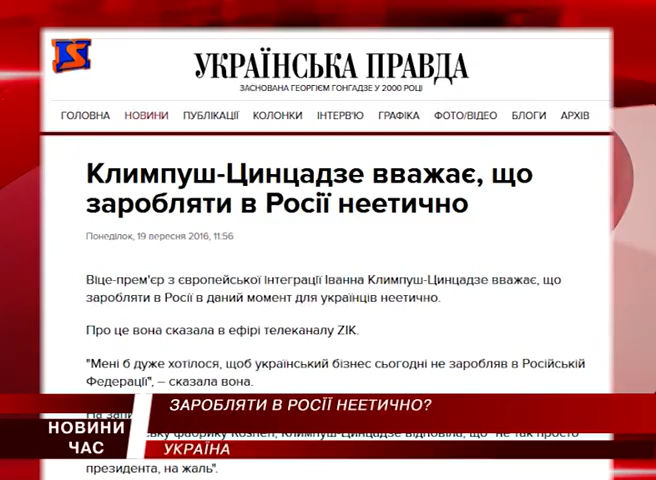 УКРАЇНСЬКА ПРАВДА
ЗАСНОВАНА ГЕОРГІЄМ ГОНГАДЗЕ У 2000 РОЦІ
ГОЛОВНА НОВИНИ ПУБЛІКАЦІЇ КОЛОНКИ ІНТЕРВ'Ю ГРАФІКА ФОТО/ВІДЕО БЛОГИ АРХІВ
Климпуш-Цинцадзе вважає, що
заробляти в Росії неетично
Понеділок, 19 вересня 2016, 11:56
Віце-прем'єр з європейської інтеграції Іванна Климпуш-Цинцадзе вважає, що
заробляти в Росії в даний момент для українців неетично.
Про це вона сказала в ефірі телеканалу ZIK.
"Мені б дуже хотілося, щоб український бізнес сьогодні не заробляв в Російській
Федерації", – сказала вона.
ЗАРОБЛЯТИ В РОСІЇ НЕЕТИЧНО?
НОВИНИ
ЧАС
фабрику Roshen, Климпуш-Цинцадзе відповіла, що "не так просто
УКРАЇНА
президента, на жаль".